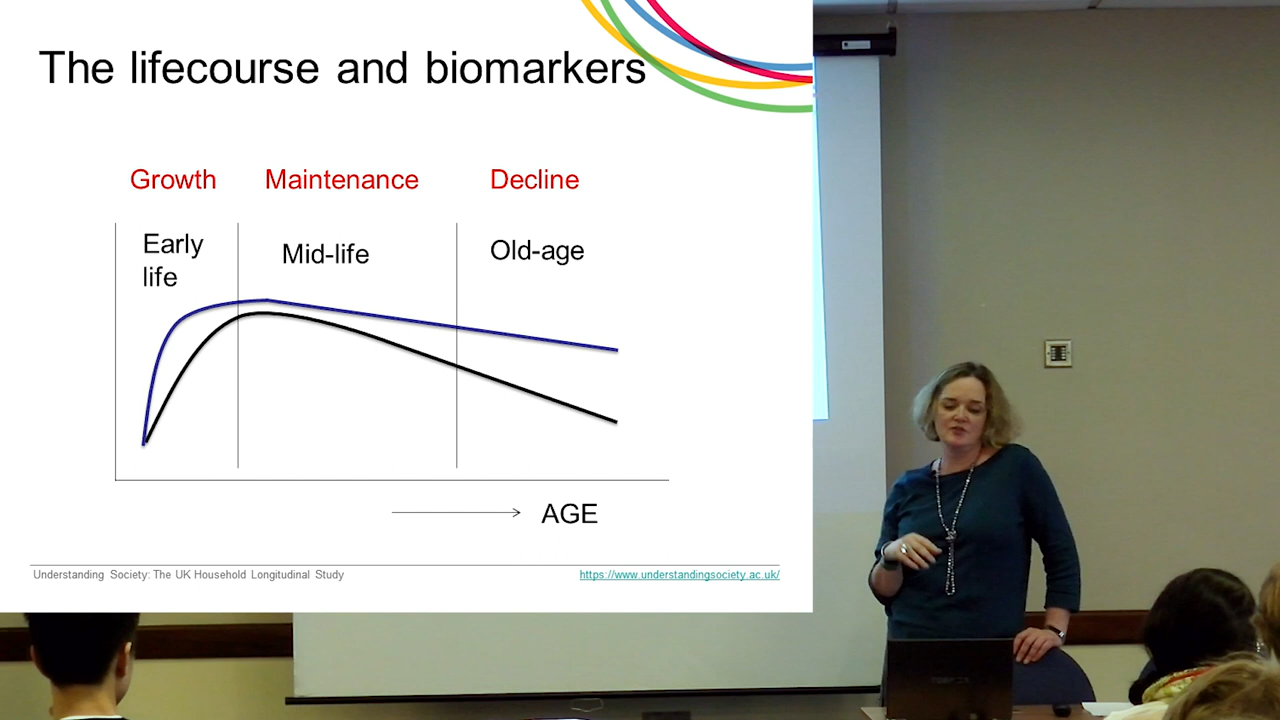 The lifecourse and biomarkers
Growth Maintenance Decline
Early
life
Mid-life
Old-age
AGE
Understanding Society: The UK Household Longitudinal Study
https://www.understandingsociety.ac.uk/